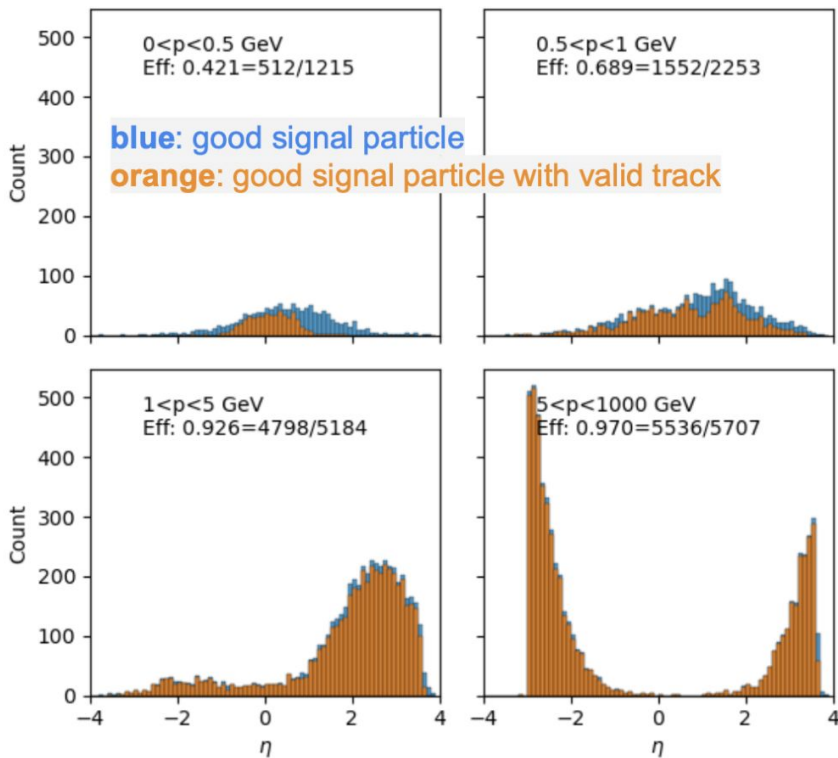 500
400
300
200
100
0
Count
0<p<0.5 GeV
Eff: 0.421=512/1215
0.5<p<1 GeV
Eff: 0.689=1552/2253
blue: good signal particle
orange: good signal particle with valid track
500
400
300
200
100
0
Count
1<p<5 GeV
Eff: 0.926=4798/5184
5<p<1000 GeV
Eff: 0.970=5536/5707
−4 −2 0 2 4
η
−4 −2 0 2 4
η